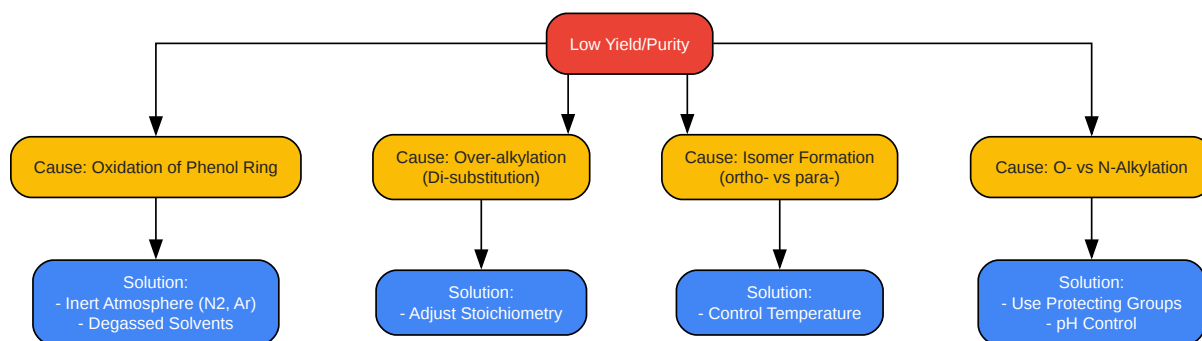 Low Yield/Purity
Cause: Oxidation of Phenol Ring
Cause: Over-alkylation
(Di-substitution)
Cause: Isomer Formation
(ortho- vs para-)
Cause: O- vs N-Alkylation
Solution:
- Inert Atmosphere (N2, Ar)
- Degassed Solvents
Solution:
- Adjust Stoichiometry
Solution:
- Control Temperature
Solution:
- Use Protecting Groups
- pH Control